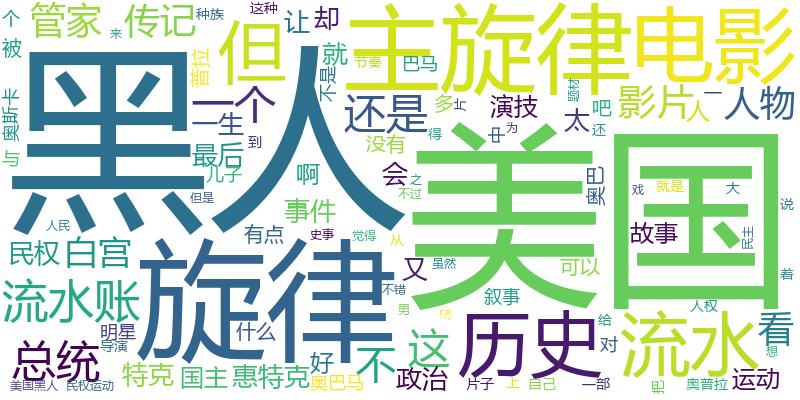 个 管家 传记 种族 这种 让 却 主旋律 电影
被 来 但 就 节奏 巴马
奥斯卡 黑人 普拉 不是 多 片 演技 吧 影片 人 一 人物
一个 还是 中 为 太 还 题材
与 一生 没有 得
最后 到 会 美国 奥巴
儿子 啊 之 戏 就是 大 说
但是 事件 不过
人民 史事 觉得 从 故事 民主
民权 白宫 有点 又 虽然 可以 着
旋律 不错 叙事 人权
流水账 什么 男 给 看
明星 历史 对 流水 想
总统 导演 好 不 这
特克 国主 惠特克 奥巴马 政治 把 奥普拉 运动
美国黑人 民权运动 片子 上 自己 一部